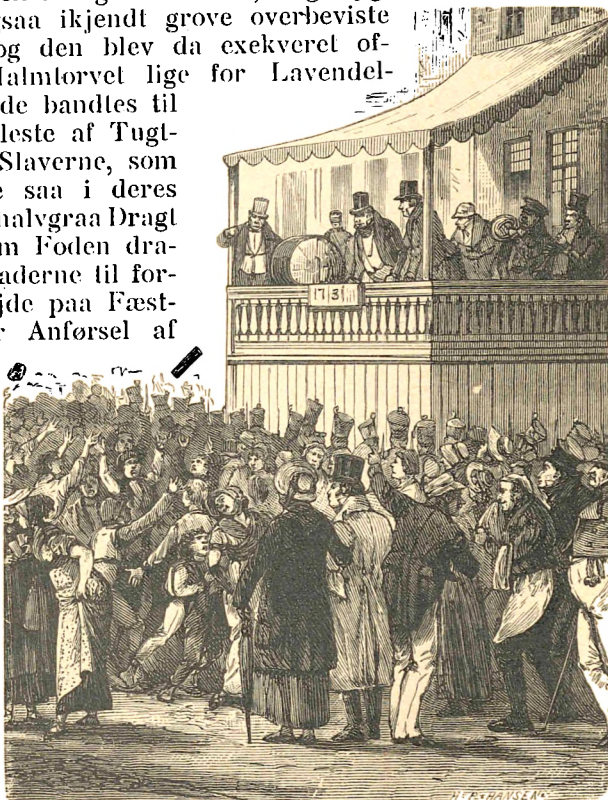 saa ikjendt grove overbeviste
og den blev da exekveret of-
Halmtorvet lige for Lavendel-
de bandtes til
leste af Tugt-
Slaverne, som
e saa i deres
halvgraa Dragt
m Foden dra-
aderne til for-
jde paa Fæst-
r Anførsel af
173
H. P. HANSEN